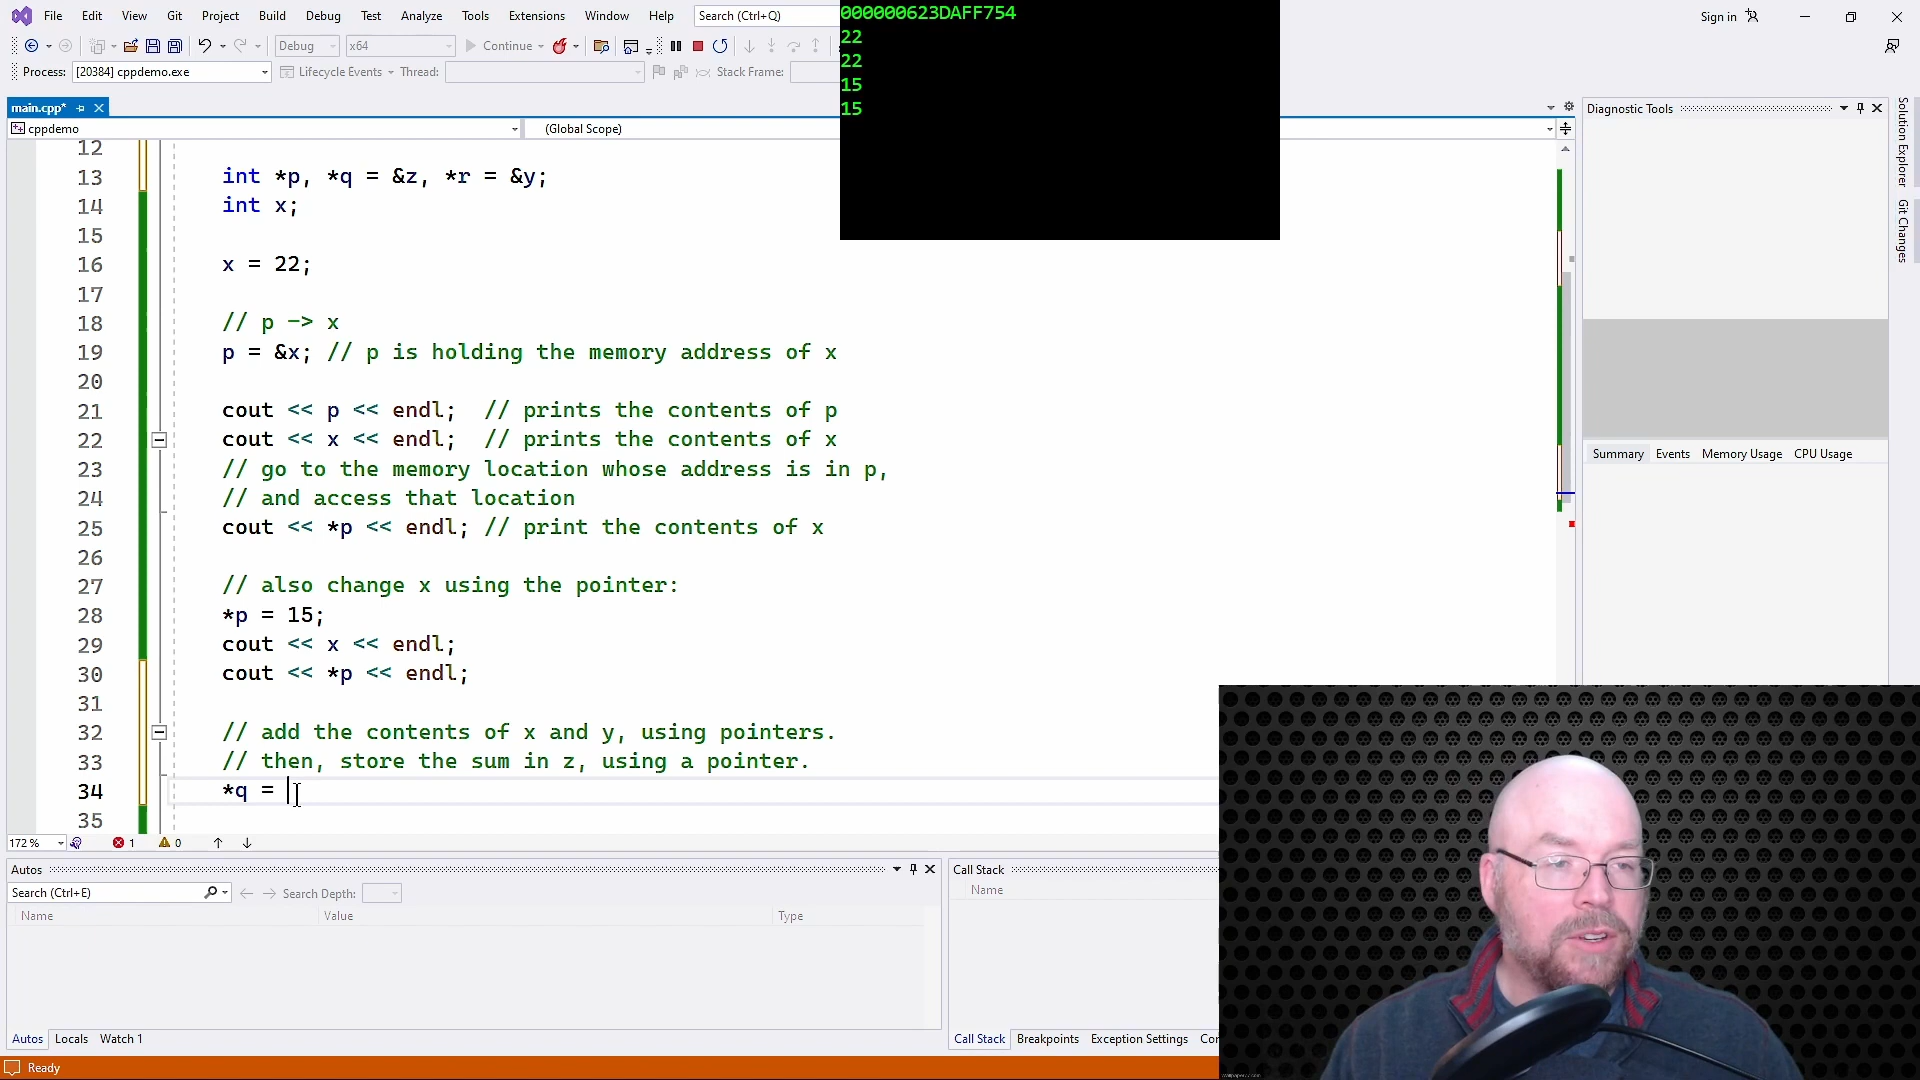 File Edit View Git Project Build Debug Test Analyze Tools Extensions Window Help Search (Ctrl+Q) Sign in
Debug x64 Continue
Process: [20384] cppdemo.exe Lifecycle Events Thread: Stack Frame:
000000623DAFF754
22
22
15
15
main.cpp*
cppdemo (Global Scope)
12
13 int *p, *q = &z, *r = &y;
14 int x;
15
16 x = 22;
17
18 // p -> x
19 p = &x; // p is holding the memory address of x
20
21 cout << p << endl; // prints the contents of p
22 cout << x << endl; // prints the contents of x
23 // go to the memory location whose address is in p,
24 // and access that location
25 cout << *p << endl; // print the contents of x
26
27 // also change x using the pointer:
28 *p = 15;
29 cout << x << endl;
30 cout << *p << endl;
31
32 // add the contents of x and y, using pointers.
33 // then, store the sum in z, using a pointer.
34 *q =
35
172 % 1 0
Diagnostic Tools
Summary Events Memory Usage CPU Usage
Solution Explorer
Git Changes
Autos
Search (Ctrl+E) Search Depth:
Name Value Type
Autos Locals Watch 1
Call Stack
Name
Call Stack Breakpoints Exception Settings
Ready